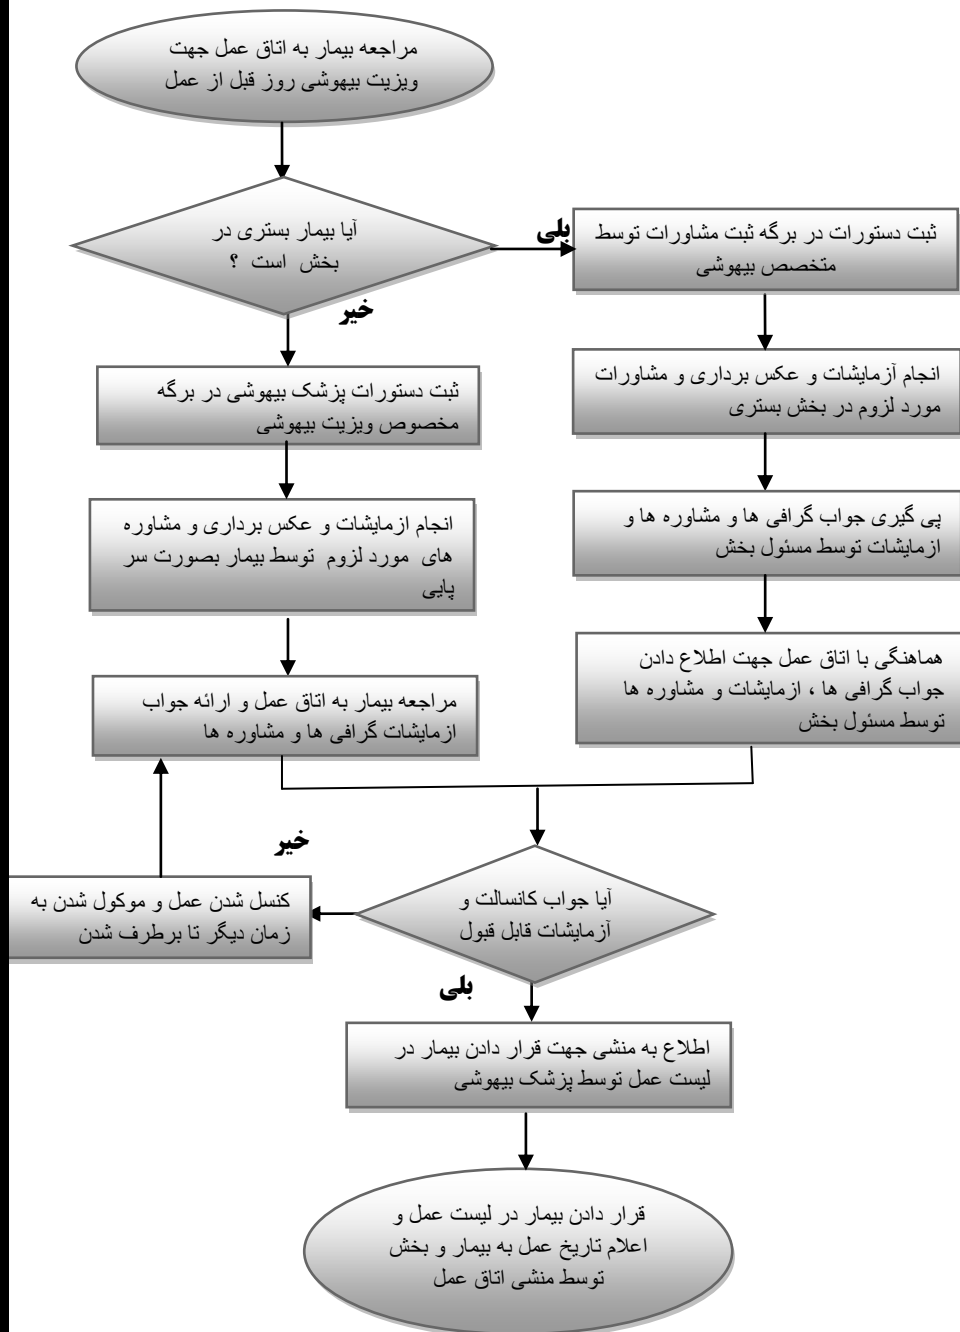 مراجعه بیمار به اتاق عمل جهت
ویزیت بیهوشی روز قبل از عمل
آیا بیمار بستری در
بخش است ؟
بلی
ثبت دستورات در برگه ثبت مشاورات توسط
متخصص بیهوشی
خیر
انجام آزمایشات و عکس برداری و مشاورات
مورد لزوم در بخش بستری
ثبت دستورات پزشک بیهوشی در برگه
مخصوص ویزیت بیهوشی
پی گیری جواب گرافی ها و مشاوره ها و
ازمایشات توسط مسئول بخش
انجام ازمایشات و عکس برداری و مشاوره
های مورد لزوم توسط بیمار بصورت سر
پایی
هماهنگی با اتاق عمل جهت اطلاع دادن
جواب گرافی ها ، ازمایشات و مشاوره ها
توسط مسئول بخش
مراجعه بیمار به اتاق عمل و ارائه جواب
ازمایشات گرافی ها و مشاوره ها
خیر
آیا جواب کانسالت و
آزمایشات قابل قبول
کنسل شدن عمل و موکول شدن به
زمان دیگر تا برطرف شدن
بلی
اطلاع به منشی جهت قرار دادن بیمار در
لیست عمل توسط پزشک بیهوشی
قرار دادن بیمار در لیست عمل و
اعلام تاریخ عمل به بیمار و بخش
توسط منشی اتاق عمل